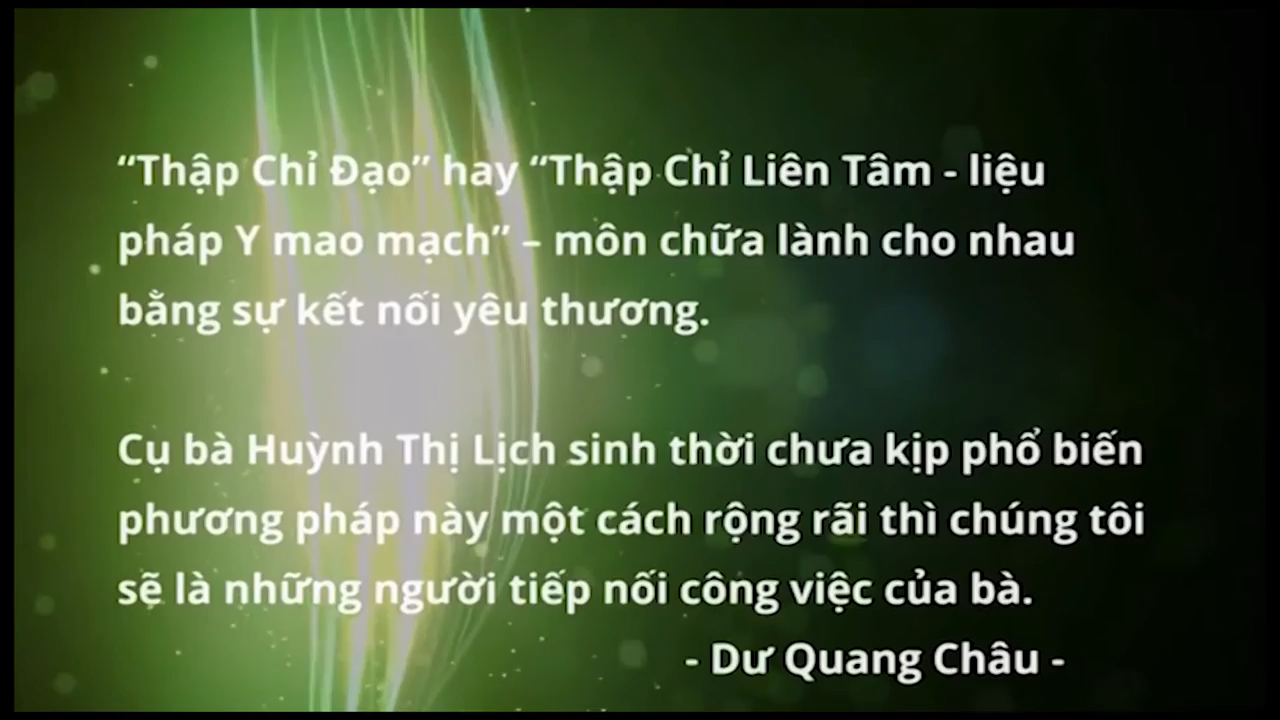 “Thập Chỉ Đạo” hay “Thập Chỉ Liên Tâm - liệu
pháp Y mao mạch” – môn chữa lành cho nhau
bằng sự kết nối yêu thương.
Cụ bà Huỳnh Thị Lịch sinh thời chưa kịp phổ biến
phương pháp này một cách rộng rãi thì chúng tôi
sẽ là những người tiếp nối công việc của bà.
- Dư Quang Châu -